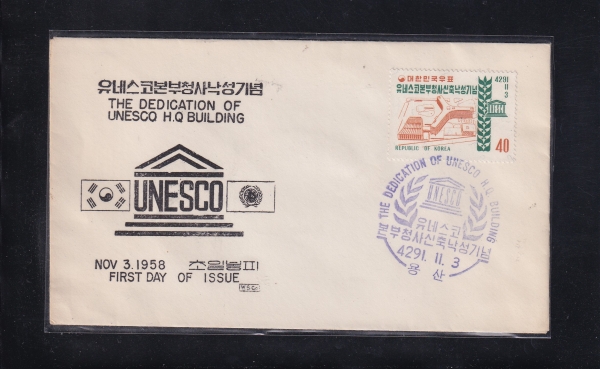 유네스코본부청사낙성기념
THE DEDICATION OF
UNESCO H.Q BUILDING
UNESCO
NOV 3.1958 초일봉피
FIRST DAY OF ISSUE
대한민국우표
유네스코본부청사신축낙성기념
4291
11
3
UNESCO
REPUBLIC OF KOREA
40
THE THE DEDICATION OF UNESCO H.Q. BUILDING
UNESCO
유네스코
부청사신축낙성기념
4291. 11. 3
용산